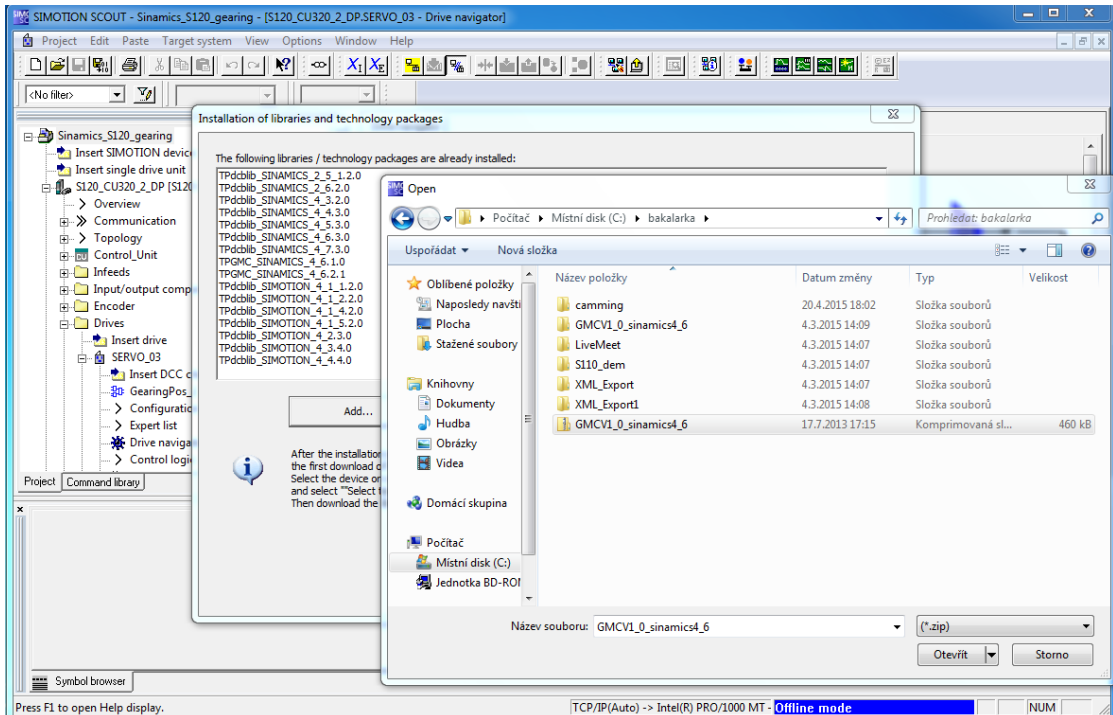 SIMOTION SCOUT - Sinamics_S120_gearing - [S120_CU320_2_DP.SERVO_03 - Drive navigator]
Project Edit Paste Target system View Options Window Help
<No filter>
Sinamics_S120_gearing
Insert SIMOTION devic
Insert single drive unit
S120_CU320_2_DP [S120
Overview
Communication
Topology
Control_Unit
Infeeds
Input/output comp
Encoder
Drives
Insert drive
SERVO_03
Insert DCC c
GearingPos_
Configuratio
Expert list
Drive naviga
Control logi
Project Command library
Installation of libraries and technology packages
The following libraries / technology packages are already installed:
TPdcblib_SINAMICS_2_5_1.2.0
TPdcblib_SINAMICS_2_6.2.0
TPdcblib_SINAMICS_4_3.2.0
TPdcblib_SINAMICS_4_4.3.0
TPdcblib_SINAMICS_4_5.3.0
TPdcblib_SINAMICS_4_6.3.0
TPdcblib_SINAMICS_4_7.3.0
TPGMC_SINAMICS_4_6.1.0
TPGMC_SINAMICS_4_6.2.1
TPdcblib_SIMOTION_4_1_1.2.0
TPdcblib_SIMOTION_4_1_2.2.0
TPdcblib_SIMOTION_4_1_4.2.0
TPdcblib_SIMOTION_4_1_5.2.0
TPdcblib_SIMOTION_4_2.3.0
TPdcblib_SIMOTION_4_3.4.0
TPdcblib_SIMOTION_4_4.4.0
Add...
After the installation
the first download o
Select the device or
and select ""Select t
Then download the
Open
Počítač Místní disk (C:) bakalarka
Prohledat: bakalarka
Uspořádat Nová složka
Oblíbené položky
Naposledy navští
Plocha
Stažené soubory
Knihovny
Dokumenty
Hudba
Obrázky
Videa
Domácí skupina
Počítač
Místní disk (C:)
Jednotka BD-ROM
Název položky Datum změny Typ Velikost
camming 20.4.2015 18:02 Složka souborů
GMCV1_0_sinamics4_6 4.3.2015 14:09 Složka souborů
LiveMeet 4.3.2015 14:07 Složka souborů
S110_dem 4.3.2015 14:07 Složka souborů
XML_Export 4.3.2015 14:07 Složka souborů
XML_Export1 4.3.2015 14:08 Složka souborů
GMCV1_0_sinamics4_6 17.7.2013 17:15 Komprimovaná sl... 460 kB
Název souboru: GMCV1_0_sinamics4_6 (*.zip)
Otevřít Storno
Symbol browser
Press F1 to open Help display. TCP/IP(Auto) -> Intel(R) PRO/1000 MT - Offline mode NUM